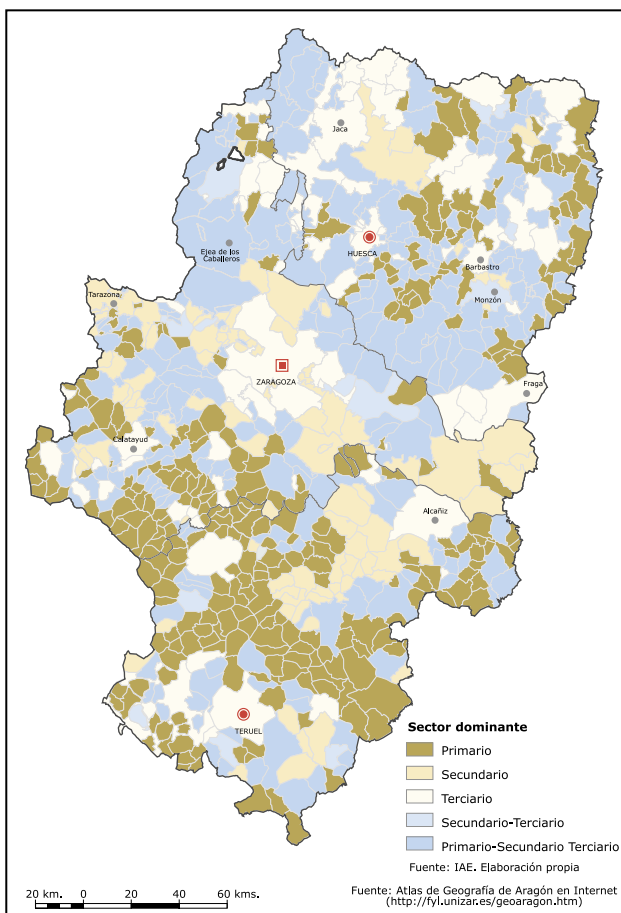 Jaca
HUESCA
Ejea de los
Caballeros
Barbastro
Monzón
Tarazona
ZARAGOZA
Fraga
Calatayud
Alcañiz
TERUEL
Sector dominante
Primario
Secundario
Terciario
Secundario-Terciario
Primario-Secundario Terciario
Fuente: IAE. Elaboración propia
20 km. 0 20 40 60 kms.
Fuente: Atlas de Geografía de Aragón en Internet
(http://fyl.unizar.es/geoaragon.htm)